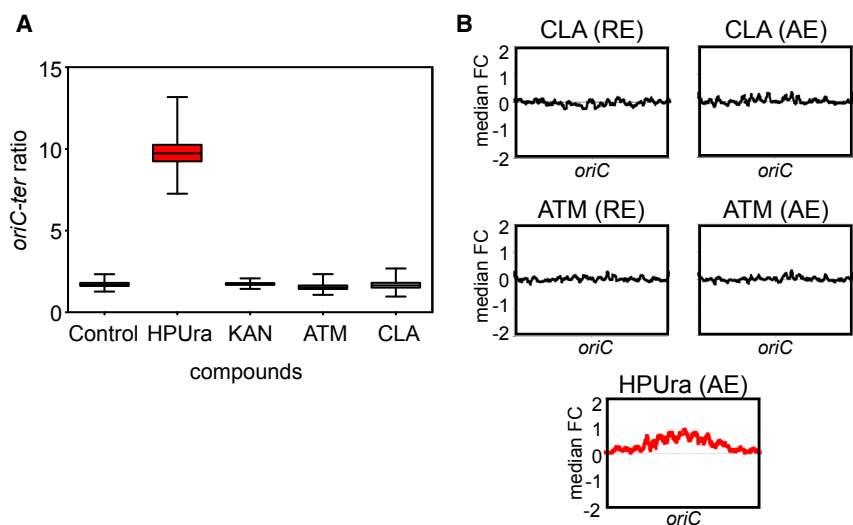 A
15
10
5
0
oriC-ter ratio
Control HPUra KAN ATM CLA
compounds
B
CLA (RE)
median FC
2
1
0
-1
-2
oriC
CLA (AE)
oriC
ATM (RE)
median FC
2
1
0
-1
-2
oriC
ATM (AE)
oriC
HPUra (AE)
median FC
2
1
0
-1
-2
oriC